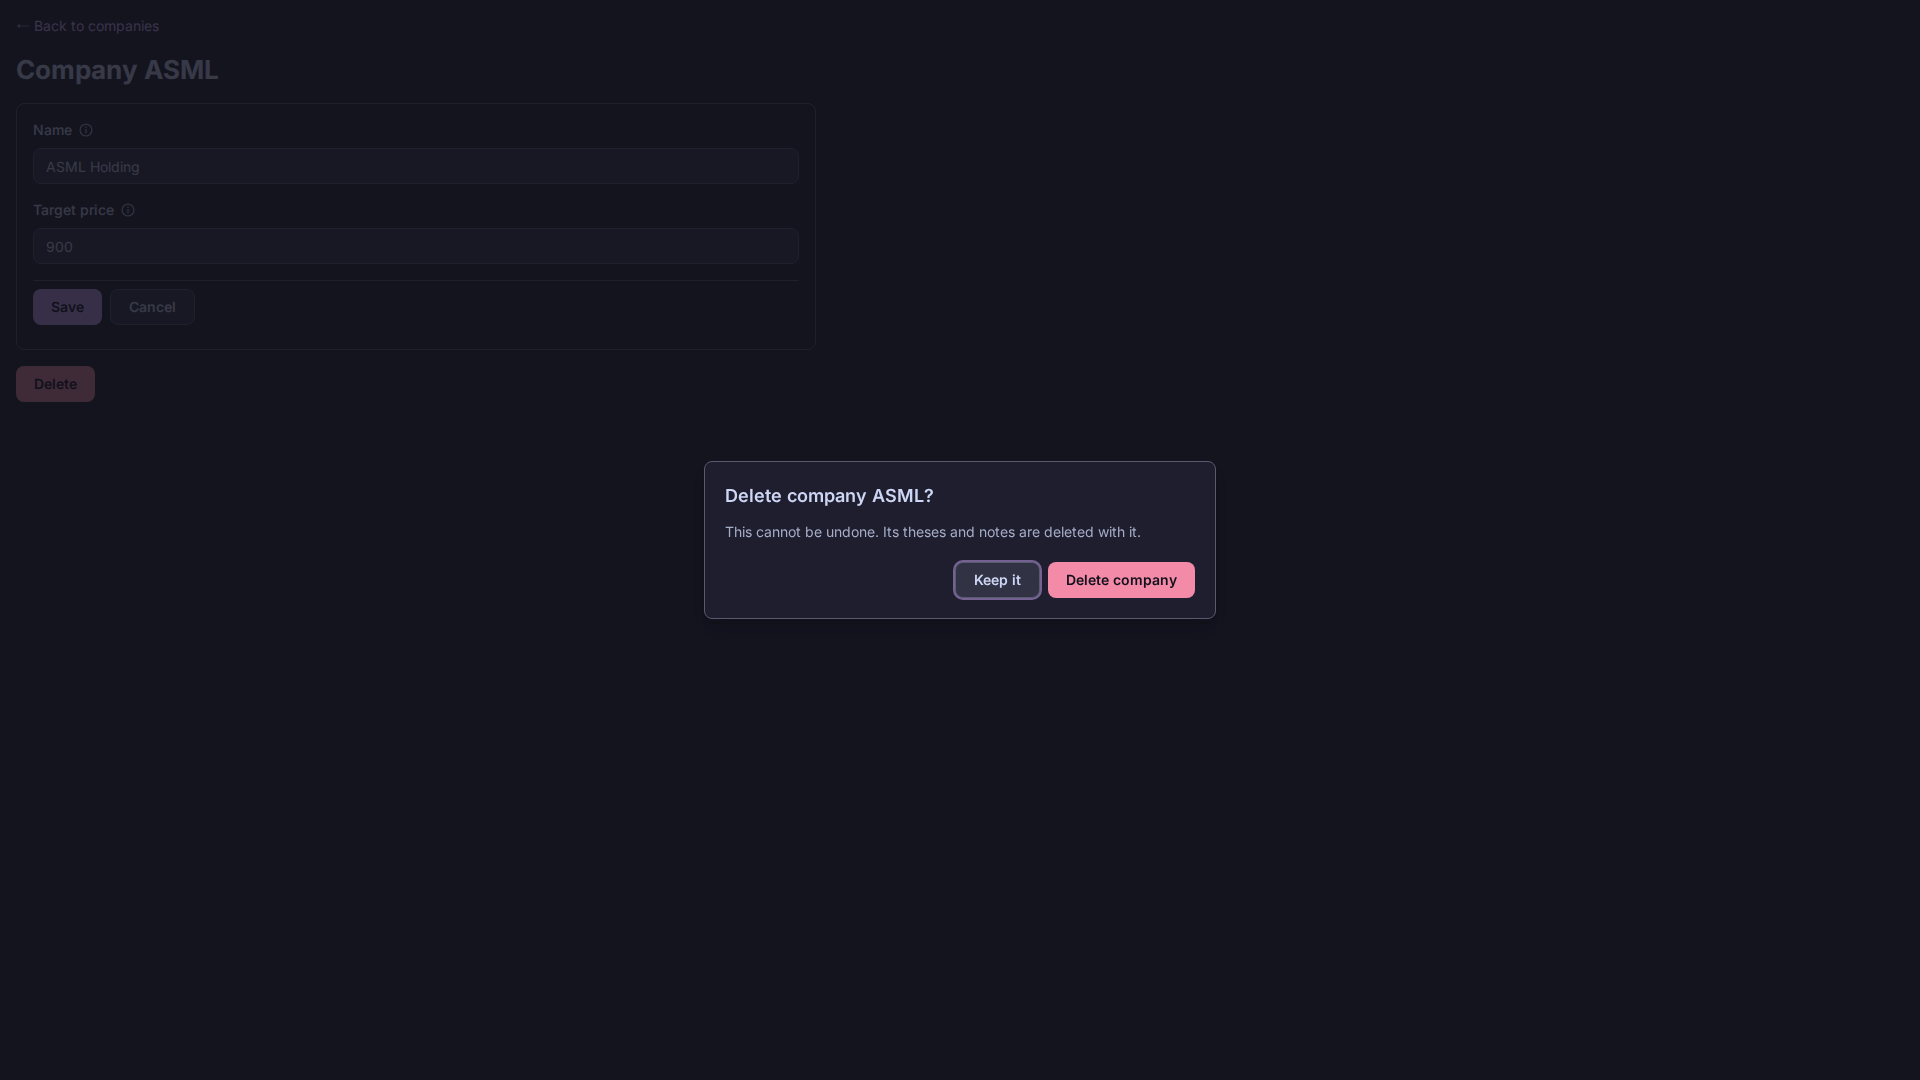 ← Back to companies
Company ASML
Name
ASML Holding
Target price
900
Save Cancel
Delete
Delete company ASML?
This cannot be undone. Its theses and notes are deleted with it.
Keep it Delete company